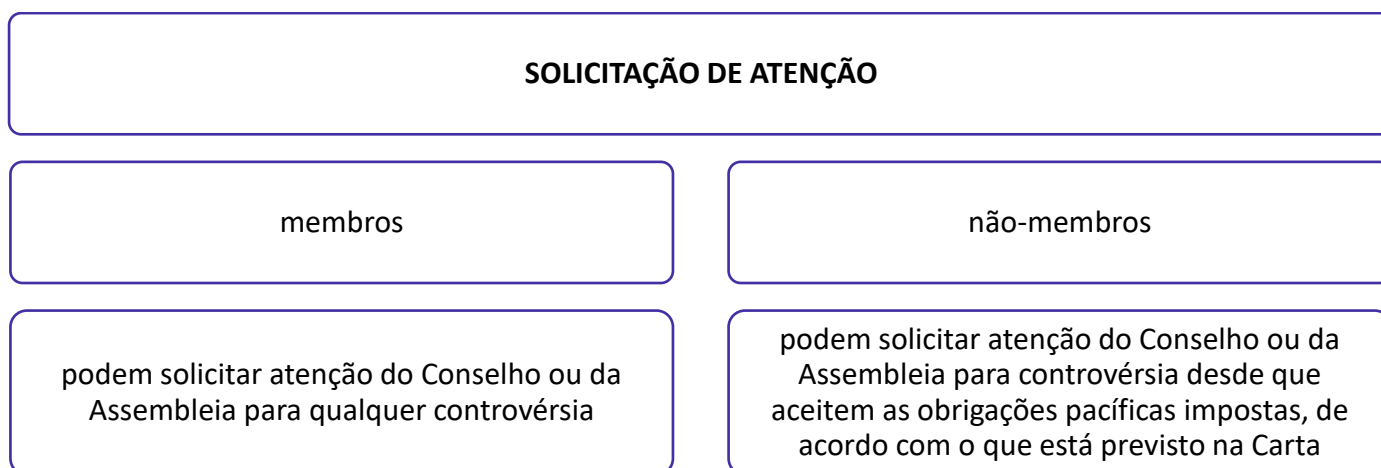 SOLICITAÇÃO DE ATENÇÃO
membros
não-membros
podem solicitar atenção do Conselho ou da
Assembleia para qualquer controvérsia
podem solicitar atenção do Conselho ou da
Assembleia para controvérsia desde que
aceitem as obrigações pacíficas impostas, de
acordo com o que está previsto na Carta